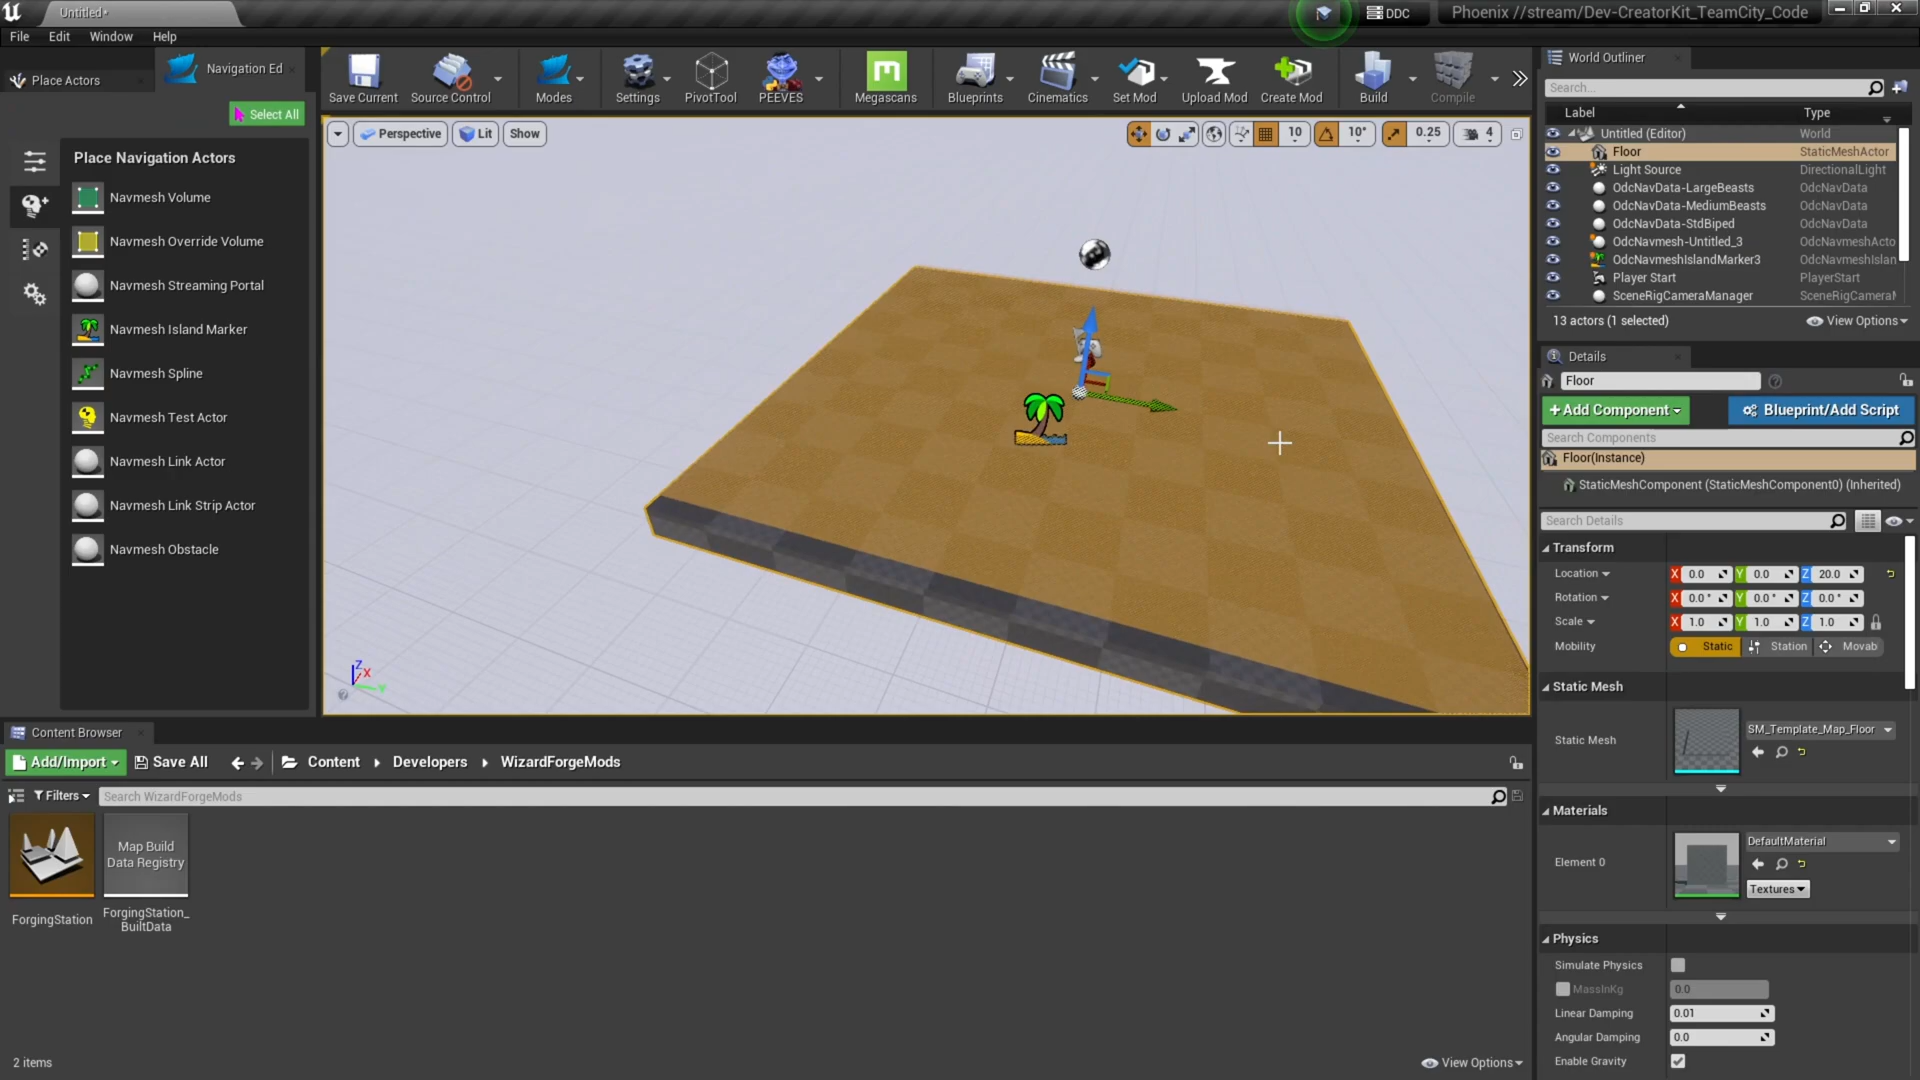 Untitled*
DDC
Phoenix //stream/Dev-CreatorKit_TeamCity_Code
File Edit Window Help
Place Actors
Navigation Ed
Select All
Save Current
Source Control
Modes
Settings
PivotTool
PEEVES
Megascans
Blueprints
Cinematics
Set Mod
Upload Mod
Create Mod
Build
Compile
Perspective
Lit
Show
10
10°
0.25
4
Place Navigation Actors
Navmesh Volume
Navmesh Override Volume
Navmesh Streaming Portal
Navmesh Island Marker
Navmesh Spline
Navmesh Test Actor
Navmesh Link Actor
Navmesh Link Strip Actor
Navmesh Obstacle
Z
X
Y
World Outliner
Search...
Label Type
Untitled (Editor) World
Floor StaticMeshActor
Light Source DirectionalLight
OdcNavData-LargeBeasts OdcNavData
OdcNavData-MediumBeasts OdcNavData
OdcNavData-StdBiped OdcNavData
OdcNavmesh-Untitled_3 OdcNavmeshActo
OdcNavmeshIslandMarker3 OdcNavmeshIslan
Player Start PlayerStart
SceneRigCameraManager SceneRigCameraM
13 actors (1 selected) View Options
Details
Floor
+Add Component
Blueprint/Add Script
Search Components
Floor(Instance)
StaticMeshComponent (StaticMeshComponent0) (Inherited)
Search Details
Transform
Location X 0.0 Y 0.0 Z 20.0
Rotation X 0.0 ° Y 0.0 ° Z 0.0 °
Scale X 1.0 Y 1.0 Z 1.0
Mobility Static Station Movab
Static Mesh
Static Mesh
SM_Template_Map_Floor
Materials
Element 0
DefaultMaterial
Textures
Physics
Simulate Physics
MassInKg 0.0
Linear Damping 0.01
Angular Damping 0.0
Enable Gravity
Content Browser
Add/Import
Save All
Content
Developers
WizardForgeMods
Filters
Search WizardForgeMods
Map Build
Data Registry
ForgingStation
ForgingStation_
BuiltData
2 items
View Options